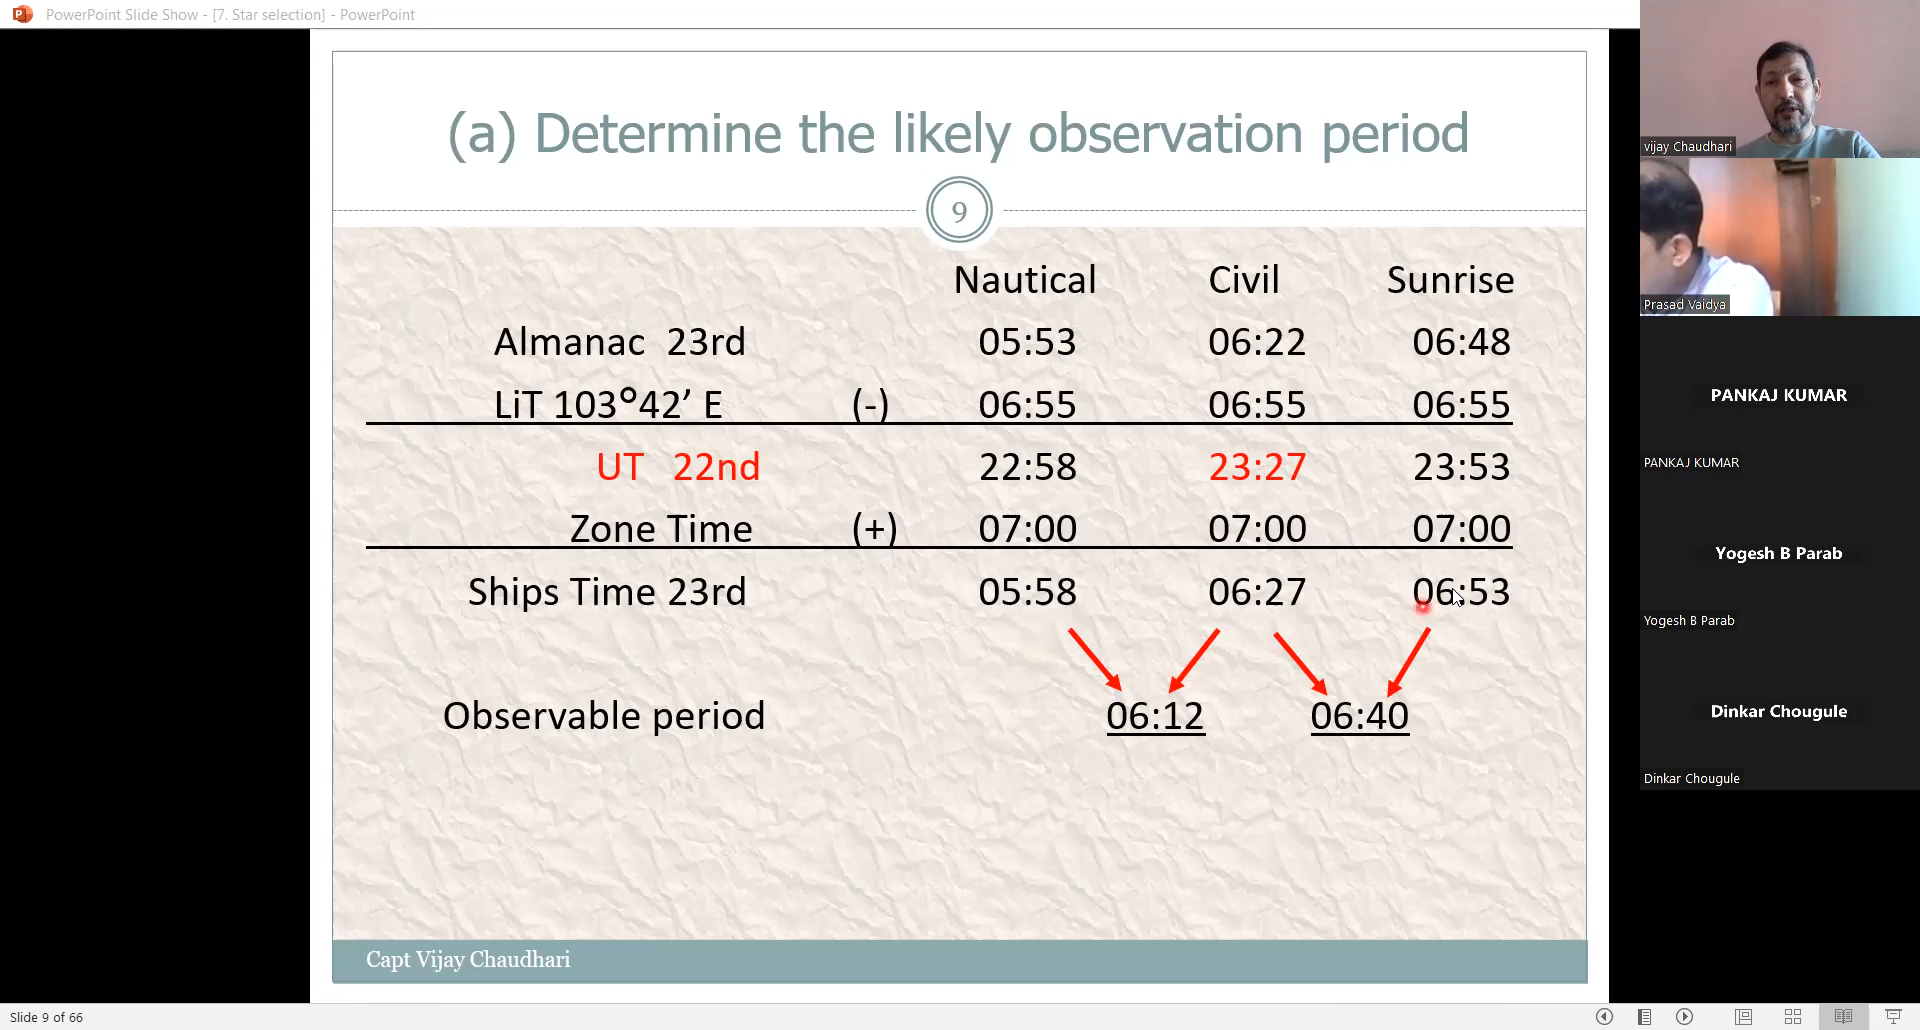 PowerPoint Slide Show - [7. Star selection] - PowerPoint
(a) Determine the likely observation period
9
Nautical Civil Sunrise
Almanac 23rd 05:53 06:22 06:48
LiT 103°42’ E (-) 06:55 06:55 06:55
UT 22nd 22:58 23:27 23:53
Zone Time (+) 07:00 07:00 07:00
Ships Time 23rd 05:58 06:27 06:53
Observable period 06:12 06:40
Capt Vijay Chaudhari
Slide 9 of 66
vijay Chaudhari
Prasad Vaidya
PANKAJ KUMAR
PANKAJ KUMAR
Yogesh B Parab
Yogesh B Parab
Dinkar Chougule
Dinkar Chougule